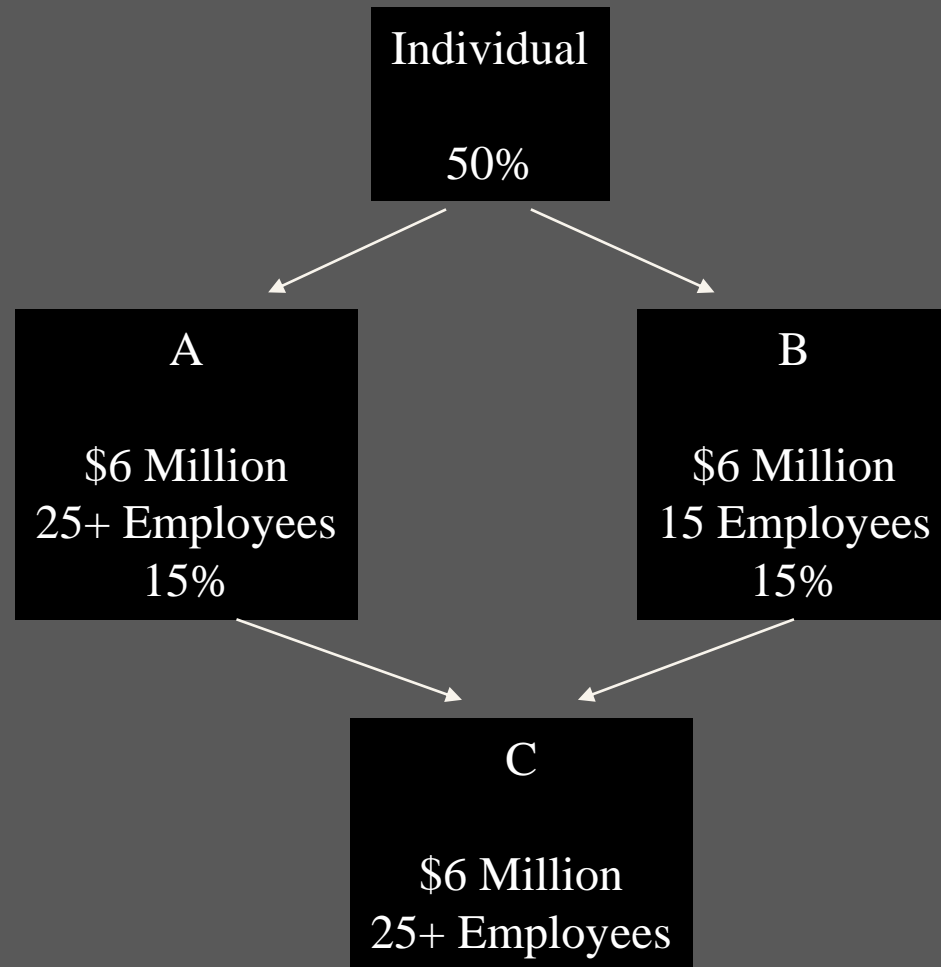 Individual
50%
A
$6 Million
25+ Employees
15%
B
$6 Million
15 Employees
15%
C
$6 Million
25+ Employees